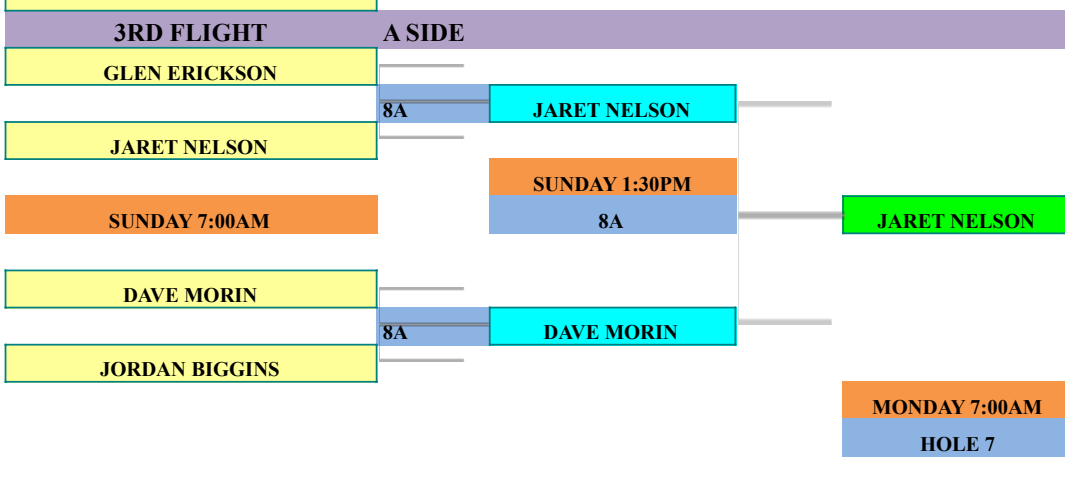 3RD FLIGHT A SIDE
GLEN ERICKSON
8A JARET NELSON
JARET NELSON
SUNDAY 1:30PM
SUNDAY 7:00AM 8A JARET NELSON
DAVE MORIN
8A DAVE MORIN
JORDAN BIGGINS
MONDAY 7:00AM
HOLE 7